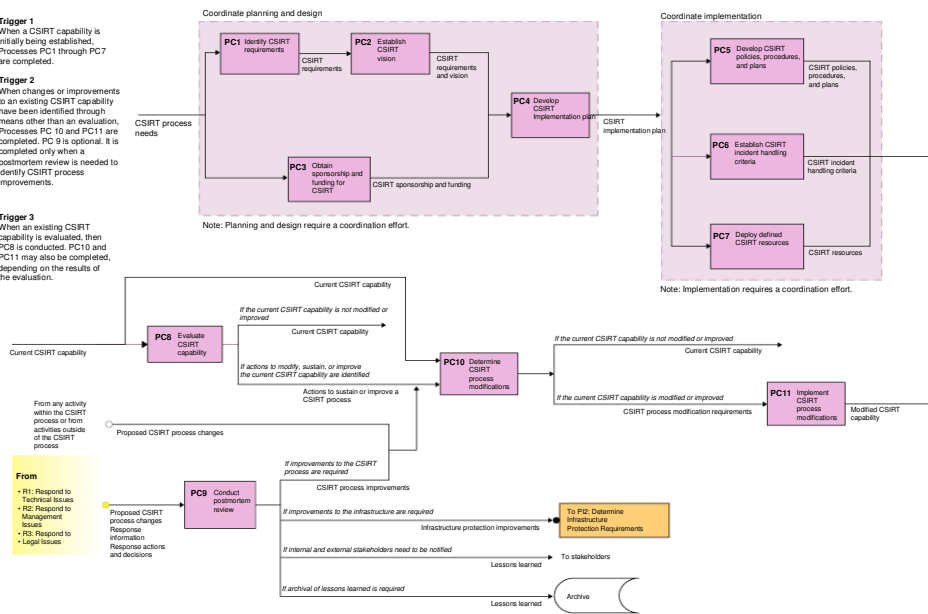 Trigger 1
When a CSIRT capability is
initially being established,
Processes PC1 through PC7
are completed.
Trigger 2
When changes or improvements
to an existing CSIRT capability
have been identified through
means other than an evaluation,
Processes PC 10 and PC11 are
completed. PC 9 is optional. It is
completed only when a
postmortem review is needed to
identify CSIRT process
improvements.
Trigger 3
When an existing CSIRT
capability is evaluated, then
PC8 is conducted. PC10 and
PC11 may also be completed,
depending on the results of
the evaluation.
Coordinate planning and design
CSIRT process
needs
PC1 Identify CSIRT
requirements
CSIRT
requirements
PC2 Establish
CSIRT
vision
CSIRT
requirements
and vision
PC3 Obtain
sponsorship and
funding for
CSIRT
CSIRT sponsorship and funding
PC4 Develop
CSIRT
Implementation plan
CSIRT
implementation plan
Note: Planning and design require a coordination effort.
Coordinate implementation
PC5 Develop CSIRT
policies, procedures,
and plans
CSIRT policies,
procedures,
and plans
PC6 Establish CSIRT
incident handling
criteria
CSIRT incident
handling criteria
PC7 Deploy defined
CSIRT resources
CSIRT resources
Note: Implementation requires a coordination effort.
Current CSIRT capability
Current CSIRT capability
PC8 Evaluate
CSIRT
capability
If the current CSIRT capability is not modified or
improved
Current CSIRT capability
If actions to modify, sustain, or improve
the current CSIRT capability are identified
Actions to sustain or improve a
CSIRT process
PC10 Determine
CSIRT
process
modifications
If the current CSIRT capability is not modified or improved
Current CSIRT capability
If the current CSIRT capability is modified or improved
CSIRT process modification requirements
PC11 Implement
CSIRT
process
modifications
Modified CSIRT
capability
From any activity
within the CSIRT
process or from
activities outside
of the CSIRT
process
Proposed CSIRT process changes
From
• R1: Respond to
Technical Issues
• R2: Respond to
Management
Issues
• R3: Respond to
Legal Issues
Proposed CSIRT
process changes
Response
information
Response actions
and decisions
PC9 Conduct
postmortem
review
If improvements to the CSIRT
process are required
CSIRT process improvements
If improvements to the infrastructure are required
Infrastructure protection improvements
To PI2: Determine
Infrastructure
Protection Requirements
If internal and external stakeholders need to be notified
Lessons learned
To stakeholders
If archival of lessons learned is required
Lessons learned
Archive